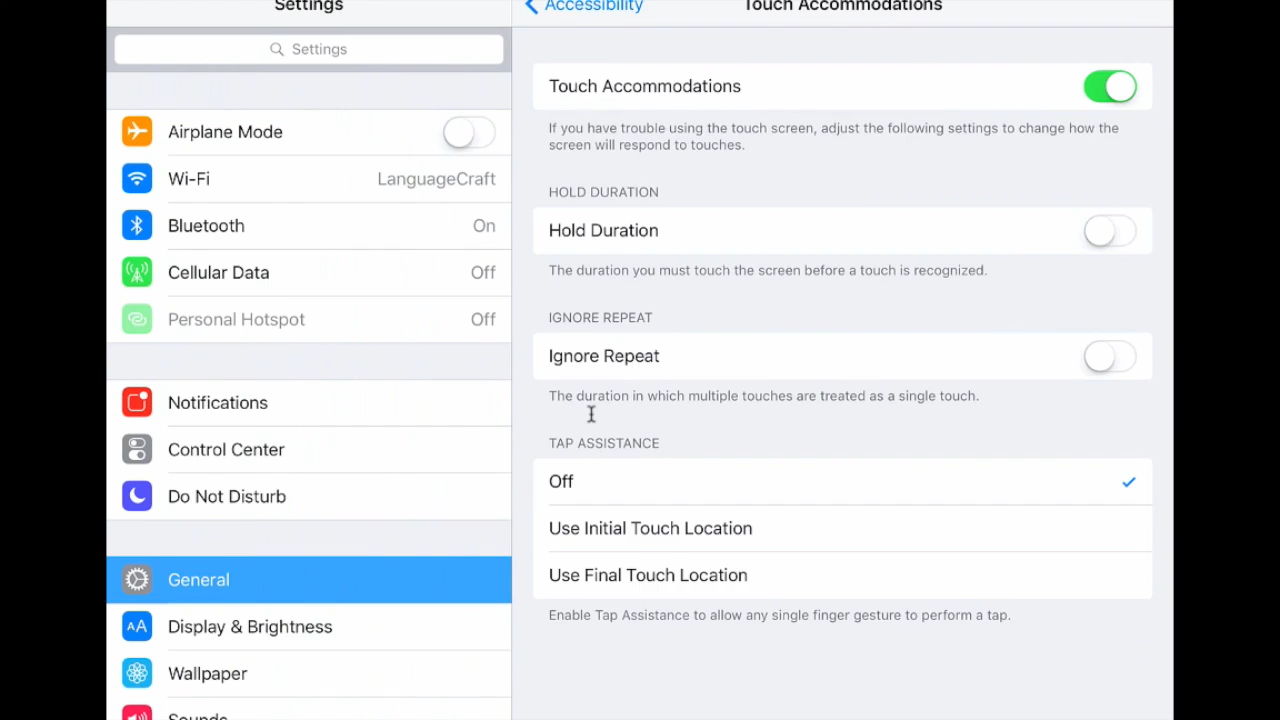 Settings
Settings
Airplane Mode
Wi-Fi
LanguageCraft
Bluetooth
On
Cellular Data
Off
Personal Hotspot
Off
Notifications
Control Center
Do Not Disturb
General
AA
Display & Brightness
Wallpaper
Sounds
Accessibility
Touch Accommodations
Touch Accommodations
If you have trouble using the touch screen, adjust the following settings to change how the
screen will respond to touches.
HOLD DURATION
Hold Duration
The duration you must touch the screen before a touch is recognized.
IGNORE REPEAT
Ignore Repeat
The duration in which multiple touches are treated as a single touch.
TAP ASSISTANCE
Off
Use Initial Touch Location
Use Final Touch Location
Enable Tap Assistance to allow any single finger gesture to perform a tap.